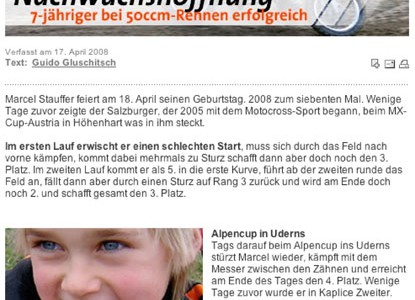 Nachwuchshoffnung
7-jähriger bei 50ccm-Rennen erfolgreich
Verfasst am 17. April 2008
Text: Guido Gluschitsch
Marcel Stauffer feiert am 18. April seinen Geburtstag. 2008 zum siebenten Mal. Wenige
Tage zuvor zeigte der Salzburger, der 2005 mit dem Motocross-Sport begann, beim MX-
Cup-Austria in Höhenhart was in ihm steckt.
Im ersten Lauf erwischt er einen schlechten Start, muss sich durch das Feld nach
vorne kämpfen, kommt dabei mehrmals zu Sturz schafft dann aber doch noch den 3.
Platz. Im zweiten Lauf kommt er als 5. in die erste Kurve, führt ab der zweiten runde das
Feld an, fällt dann aber durch einen Sturz auf Rang 3 zurück und wird am Ende doch
noch 2. und schafft gesamt den 3. Platz.
Alpencup in Uderns
Tags darauf beim Alpencup ins Uderns
stürzt Marcel wieder, kämpft mit dem
Messer zwischen den Zähnen und erreicht
am Ende des Tages den 4. Platz. Wenige
Tage zuvor wurde er in Kaplice Zweiter.